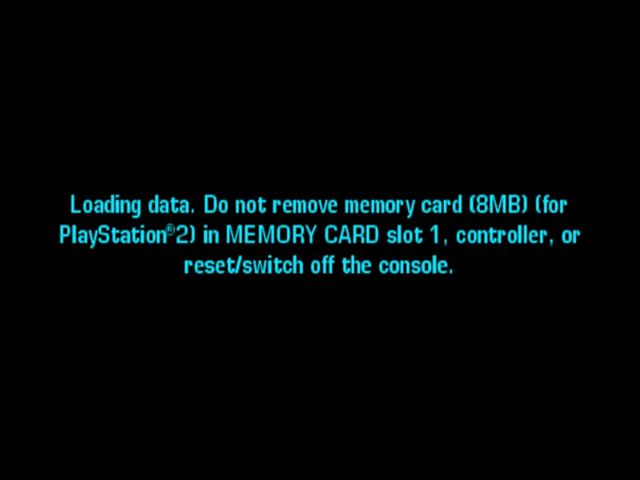 Loading data. Do not remove memory card (8MB) (for
PlayStation®2) in MEMORY CARD slot 1, controller, or
reset/switch off the console.